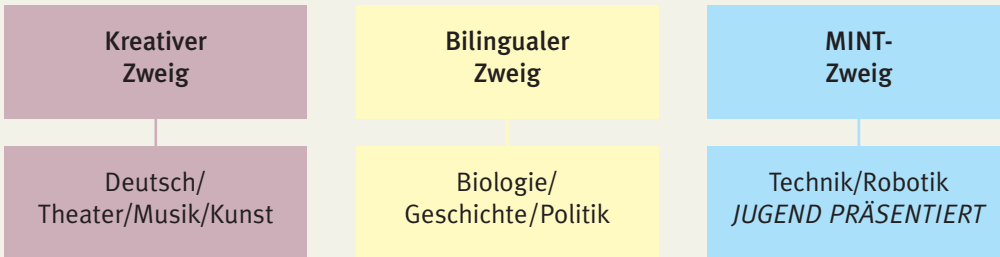 Kreativer
Zweig
Deutsch/
Theater/Musik/Kunst
Bilingualer
Zweig
Biologie/
Geschichte/Politik
MINT-
Zweig
Technik/Robotik
JUGEND PRÄSENTIERT